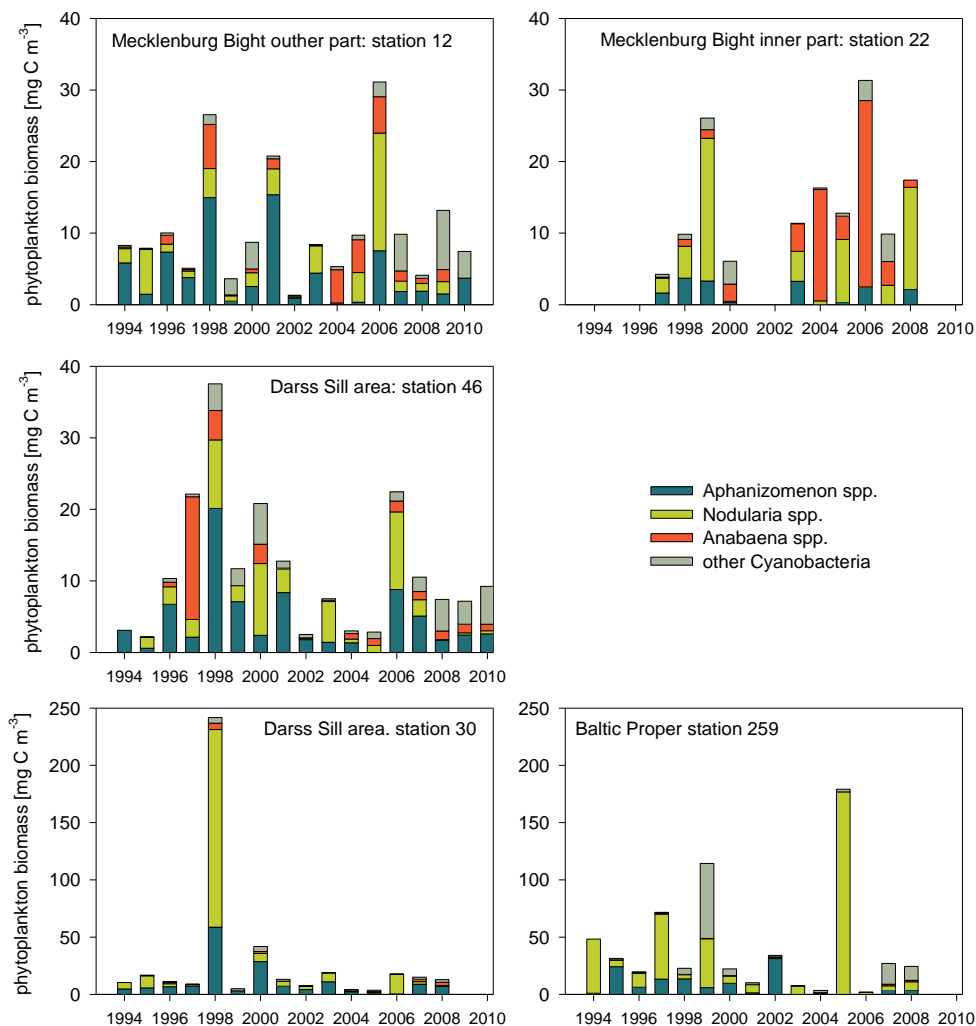 phytoplankton biomass [mg C m-3]
40
30
20
10
0
Mecklenburg Bight outher part: station 12
1994 1996 1998 2000 2002 2004 2006 2008 2010
40
30
20
10
0
Mecklenburg Bight inner part: station 22
1994 1996 1998 2000 2002 2004 2006 2008 2010
phytoplankton biomass [mg C m-3]
40
30
20
10
0
Darss Sill area: station 46
1994 1996 1998 2000 2002 2004 2006 2008 2010
Aphanizomenon spp.
Nodularia spp.
Anabaena spp.
other Cyanobacteria
phytoplankton biomass [mg C m-3]
250
200
150
100
50
0
Darss Sill area. station 30
1994 1996 1998 2000 2002 2004 2006 2008 2010
250
200
150
100
50
0
Baltic Proper station 259
1994 1996 1998 2000 2002 2004 2006 2008 2010